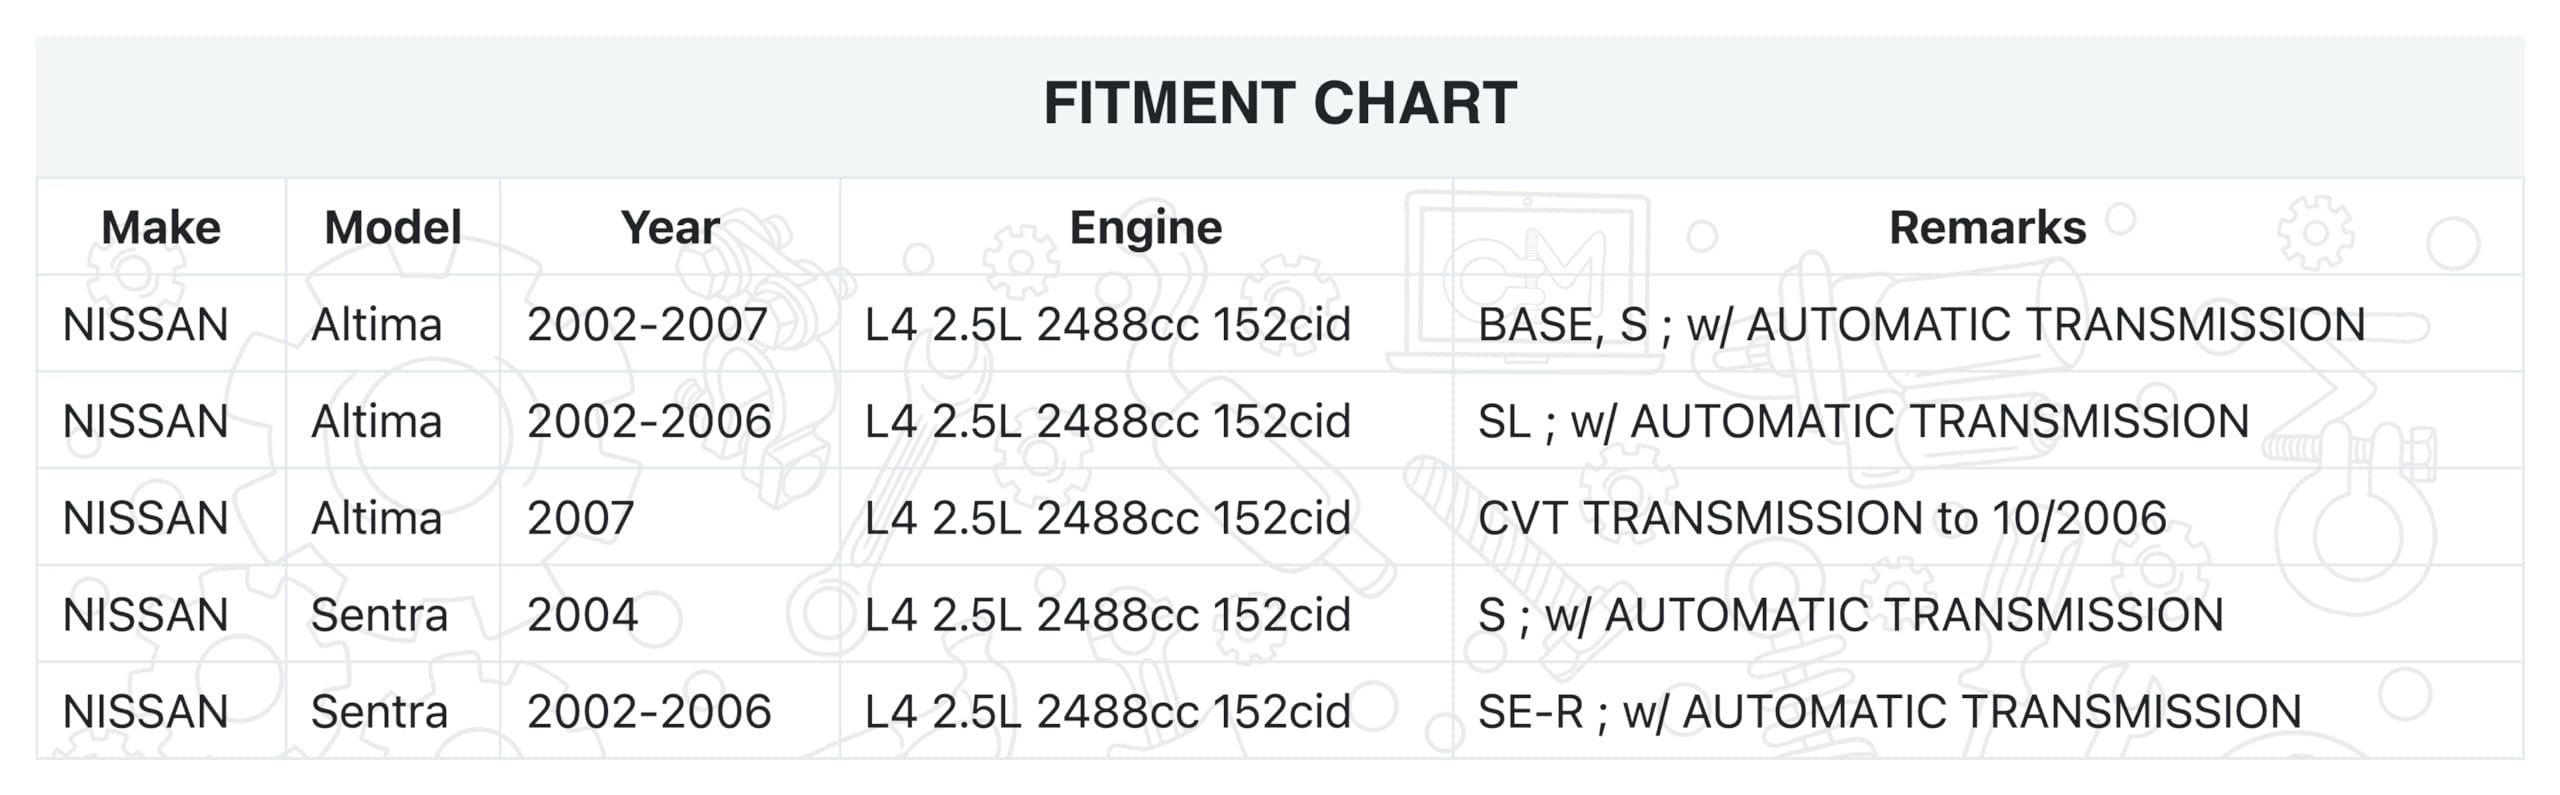 FITMENT CHART
Make Model Year Engine Remarks
NISSAN Altima 2002-2007 L4 2.5L 2488cc 152cid BASE, S ; w/ AUTOMATIC TRANSMISSION
NISSAN Altima 2002-2006 L4 2.5L 2488cc 152cid SL ; w/ AUTOMATIC TRANSMISSION
NISSAN Altima 2007 L4 2.5L 2488cc 152cid CVT TRANSMISSION to 10/2006
NISSAN Sentra 2004 L4 2.5L 2488cc 152cid S ; w/ AUTOMATIC TRANSMISSION
NISSAN Sentra 2002-2006 L4 2.5L 2488cc 152cid SE-R ; w/ AUTOMATIC TRANSMISSION